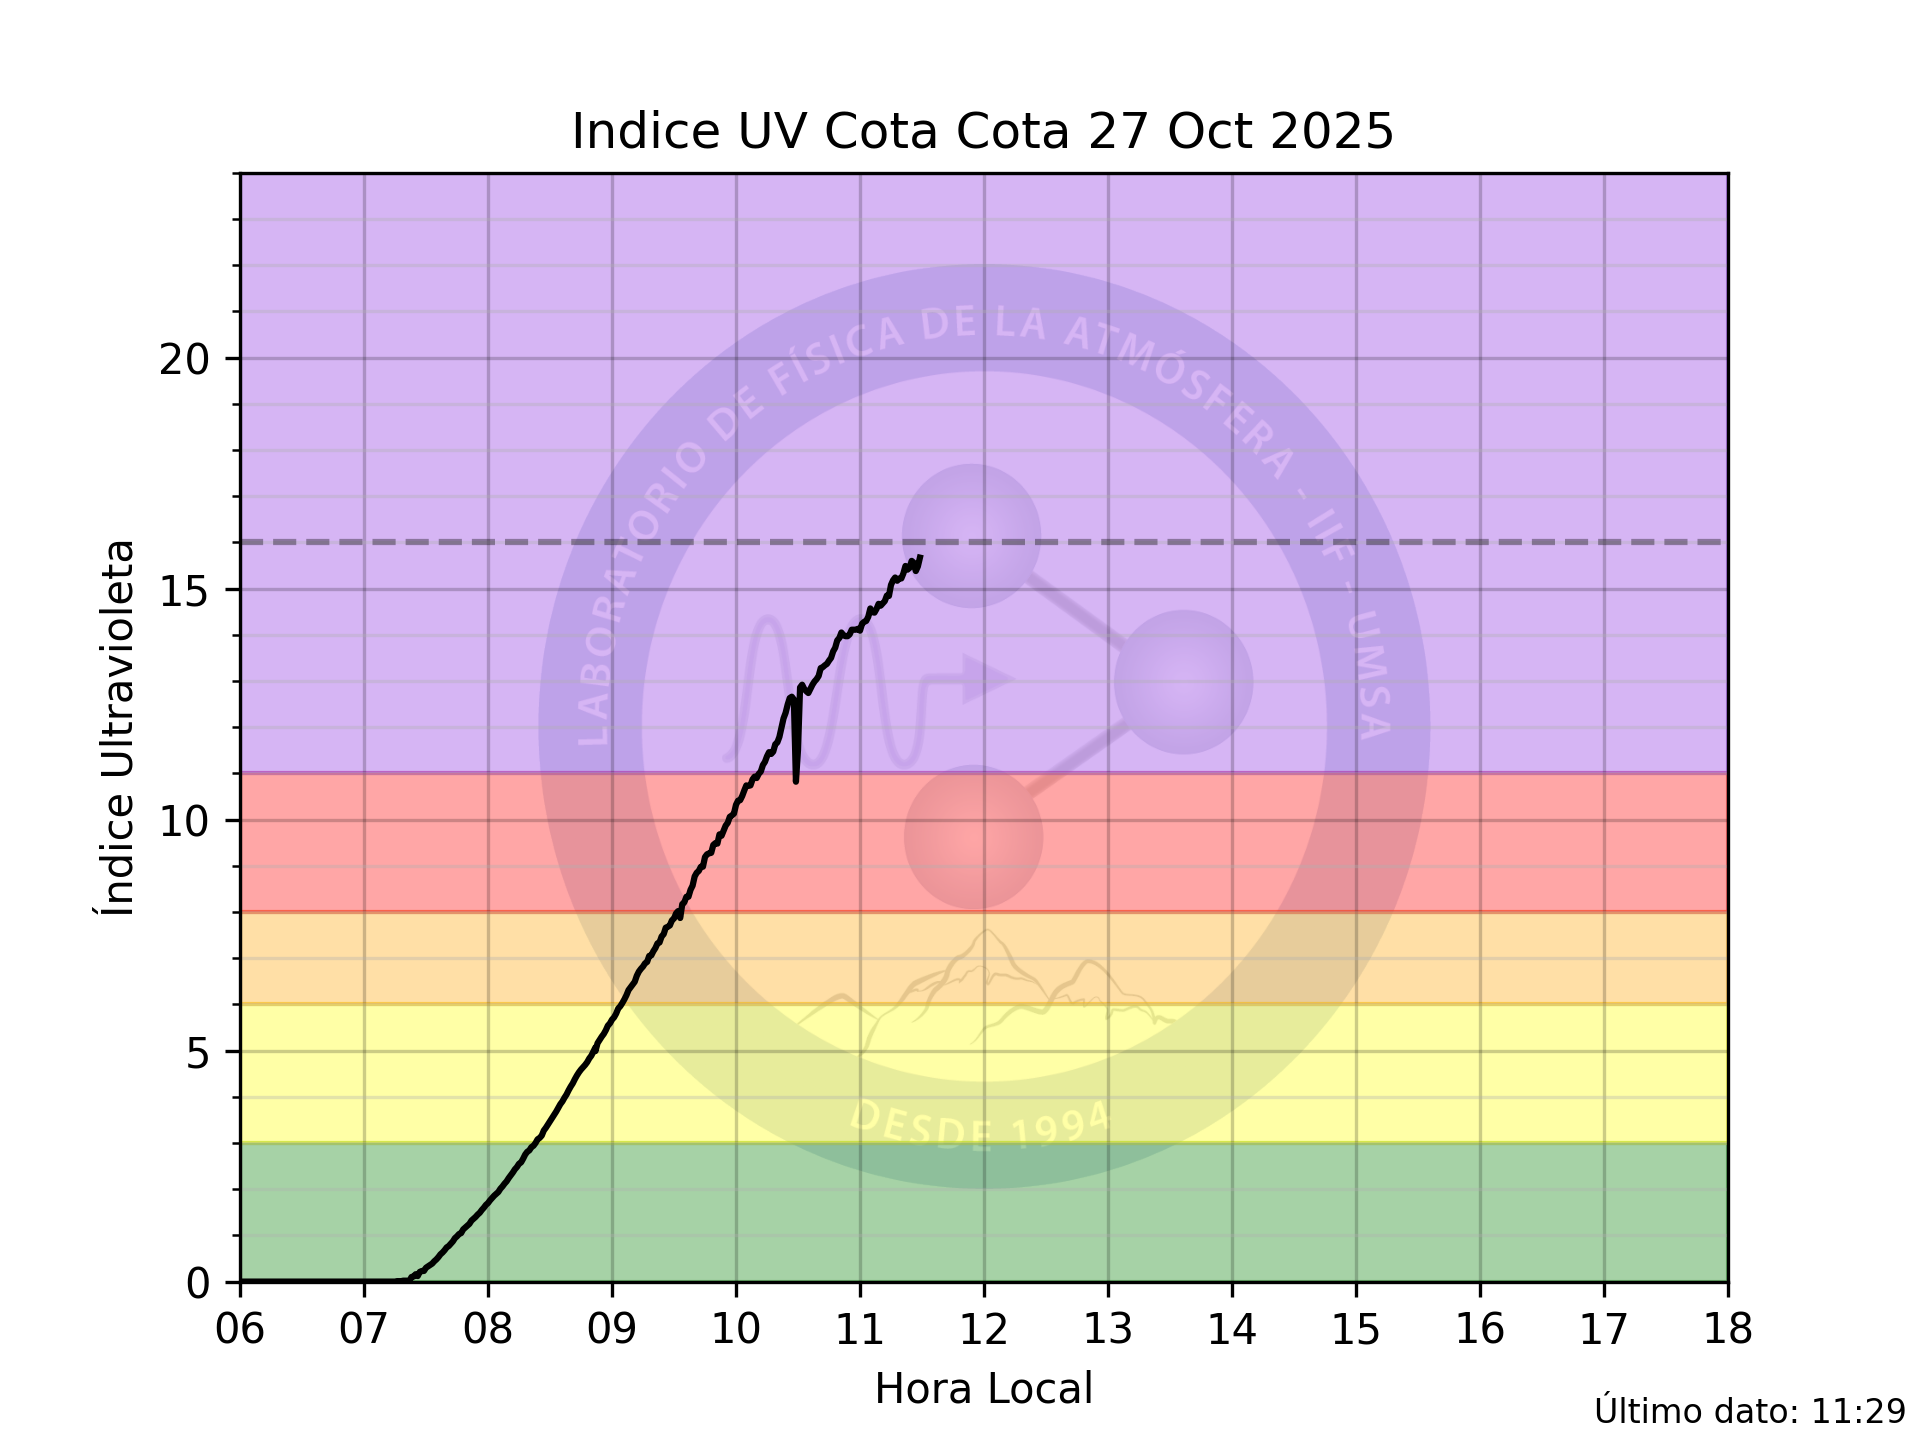 Indice UV Cota Cota 27 Oct 2025
Índice Ultravioleta
20
15
10
5
0
LABORATORIO DE FÍSICA DE LA ATMÓSFERA - IIF - UMSA
DESDE 1994
06 07 08 09 10 11 12 13 14 15 16 17 18
Hora Local
Último dato: 11:29